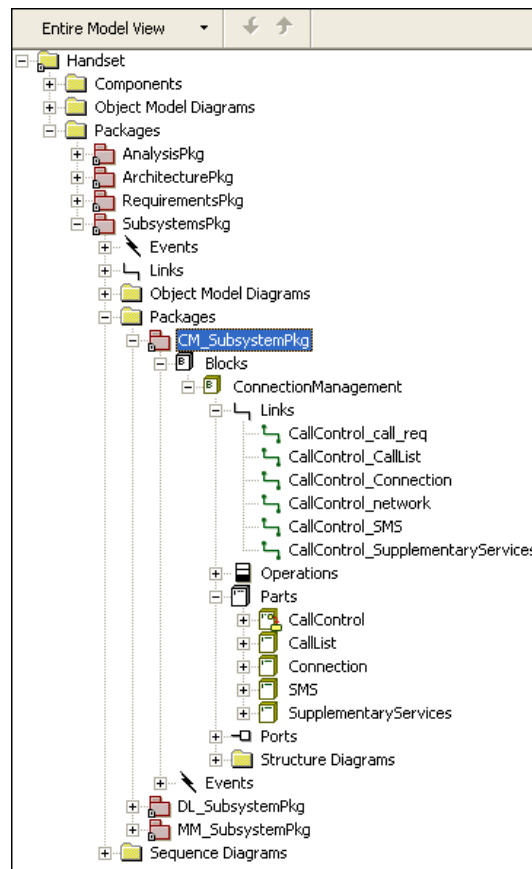 Entire Model View
Handset
Components
Object Model Diagrams
Packages
AnalysisPkg
ArchitecturePkg
RequirementsPkg
SubsystemsPkg
Events
Links
Object Model Diagrams
Packages
CM_SubsystemPkg
Blocks
ConnectionManagement
Links
CallControl_call_req
CallControl_CallList
CallControl_Connection
CallControl_network
CallControl_SMS
CallControl_SupplementaryServices
Operations
Parts
CallControl
CallList
Connection
SMS
SupplementaryServices
Ports
Structure Diagrams
Events
DL_SubsystemPkg
MM_SubsystemPkg
Sequence Diagrams